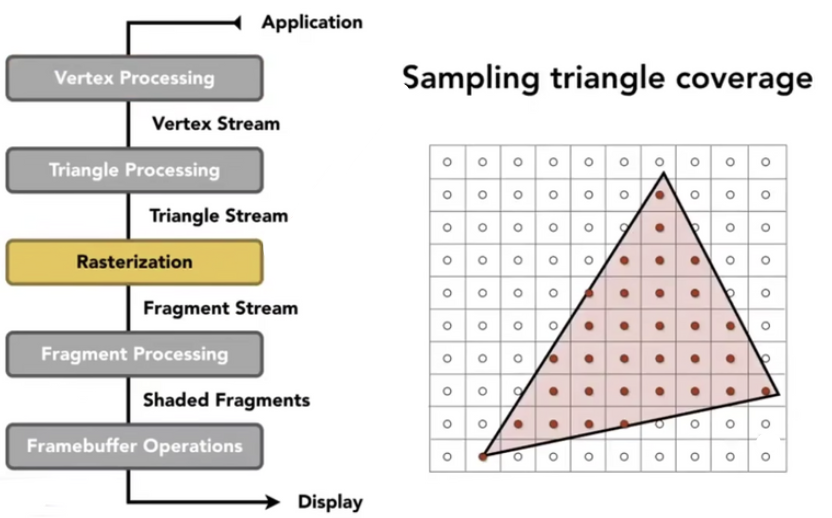 Application
Vertex Processing
Vertex Stream
Triangle Processing
Triangle Stream
Rasterization
Fragment Stream
Fragment Processing
Shaded Fragments
Framebuffer Operations
Display
Sampling triangle coverage